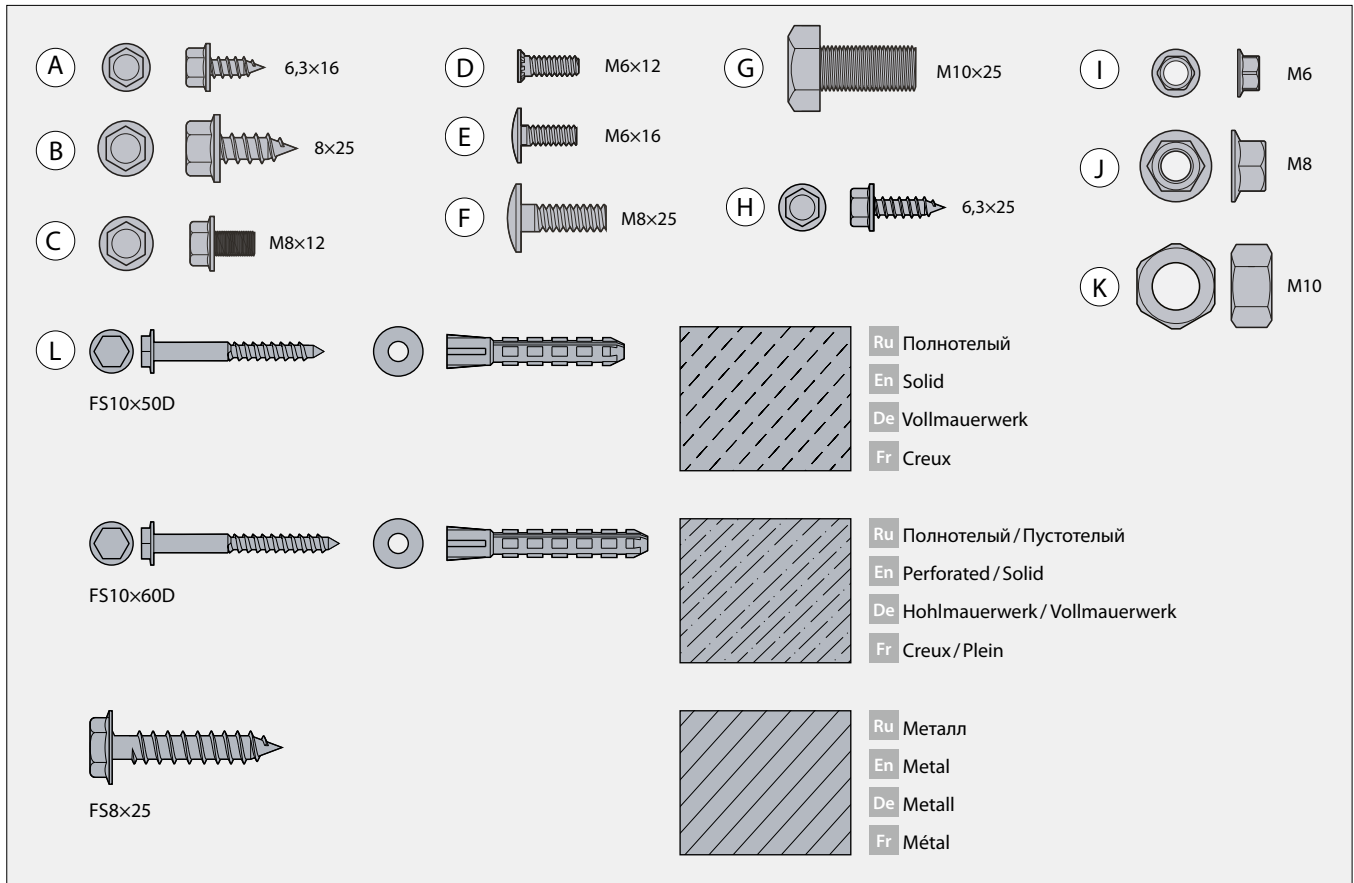 A
6,3×16
B
8×25
C
M8×12
D
M6×12
E
M6×16
F
M8×25
G
M10×25
H
6,3×25
I
M6
J
M8
K
M10
L
FS10×50D
Ru Полнотелый
En Solid
De Vollmauerwerk
Fr Creux
FS10×60D
Ru Полнотелый / Пустотелый
En Perforated / Solid
De Hohlmauerwerk / Vollmauerwerk
Fr Creux / Plein
FS8×25
Ru Металл
En Metal
De Metall
Fr Métal